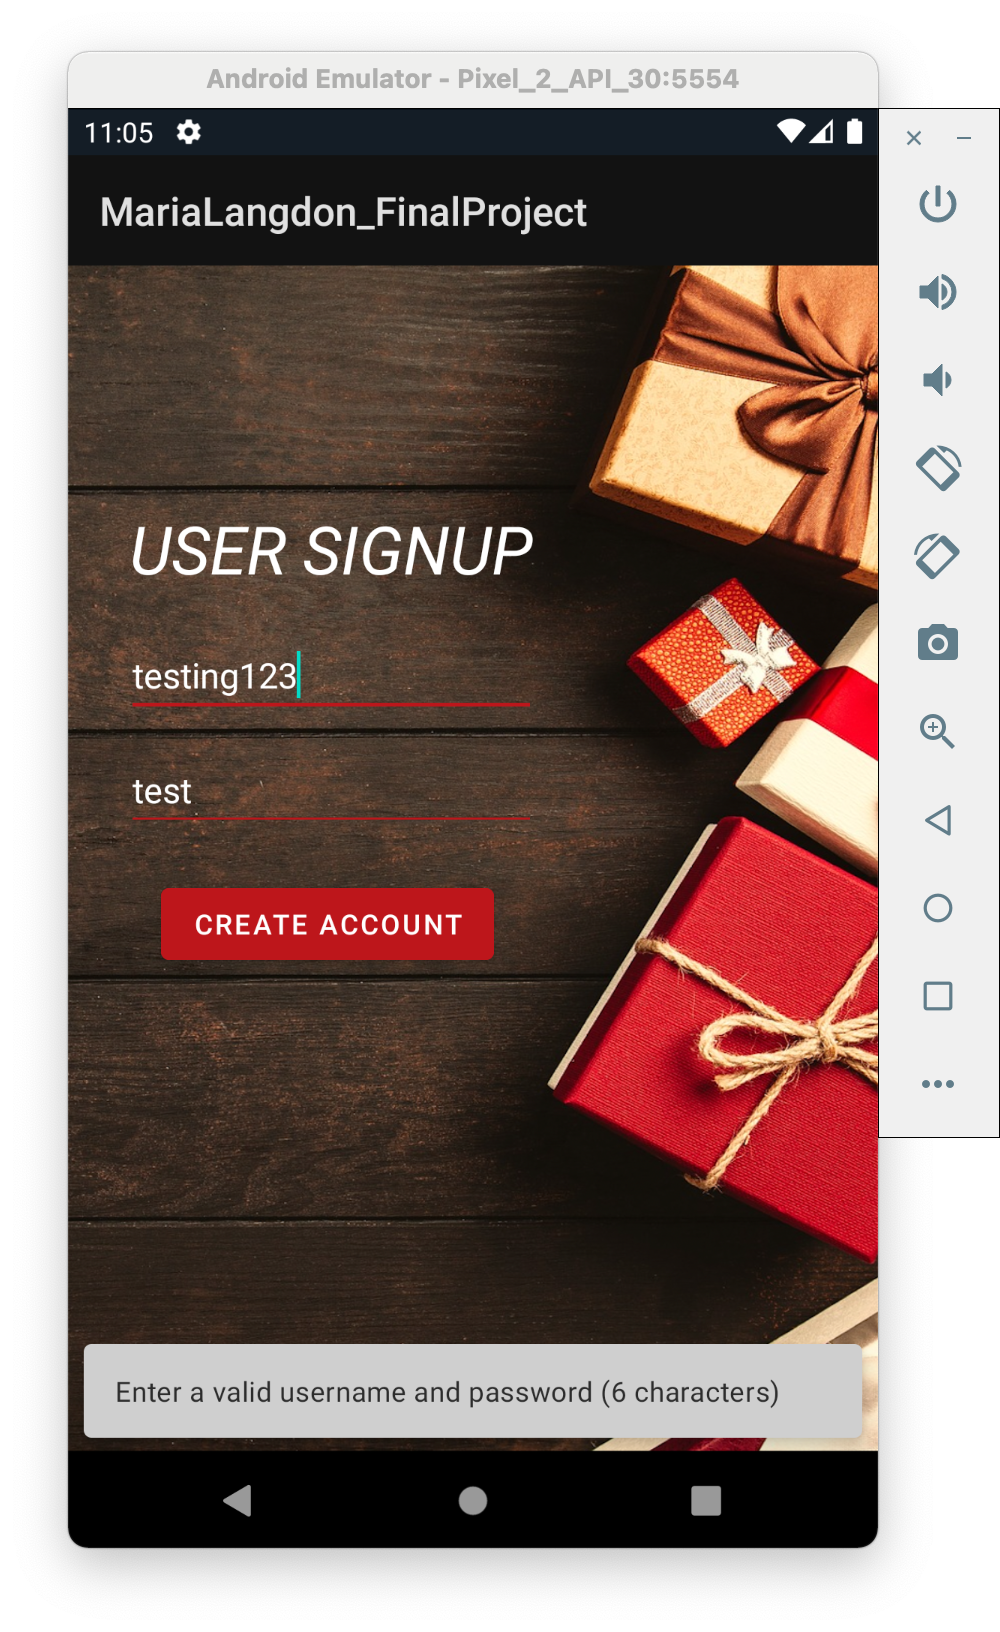 Android Emulator - Pixel_2_API_30:5554
11:05
MariaLangdon_FinalProject
USER SIGNUP
testing123
test
CREATE ACCOUNT
Enter a valid username and password (6 characters)